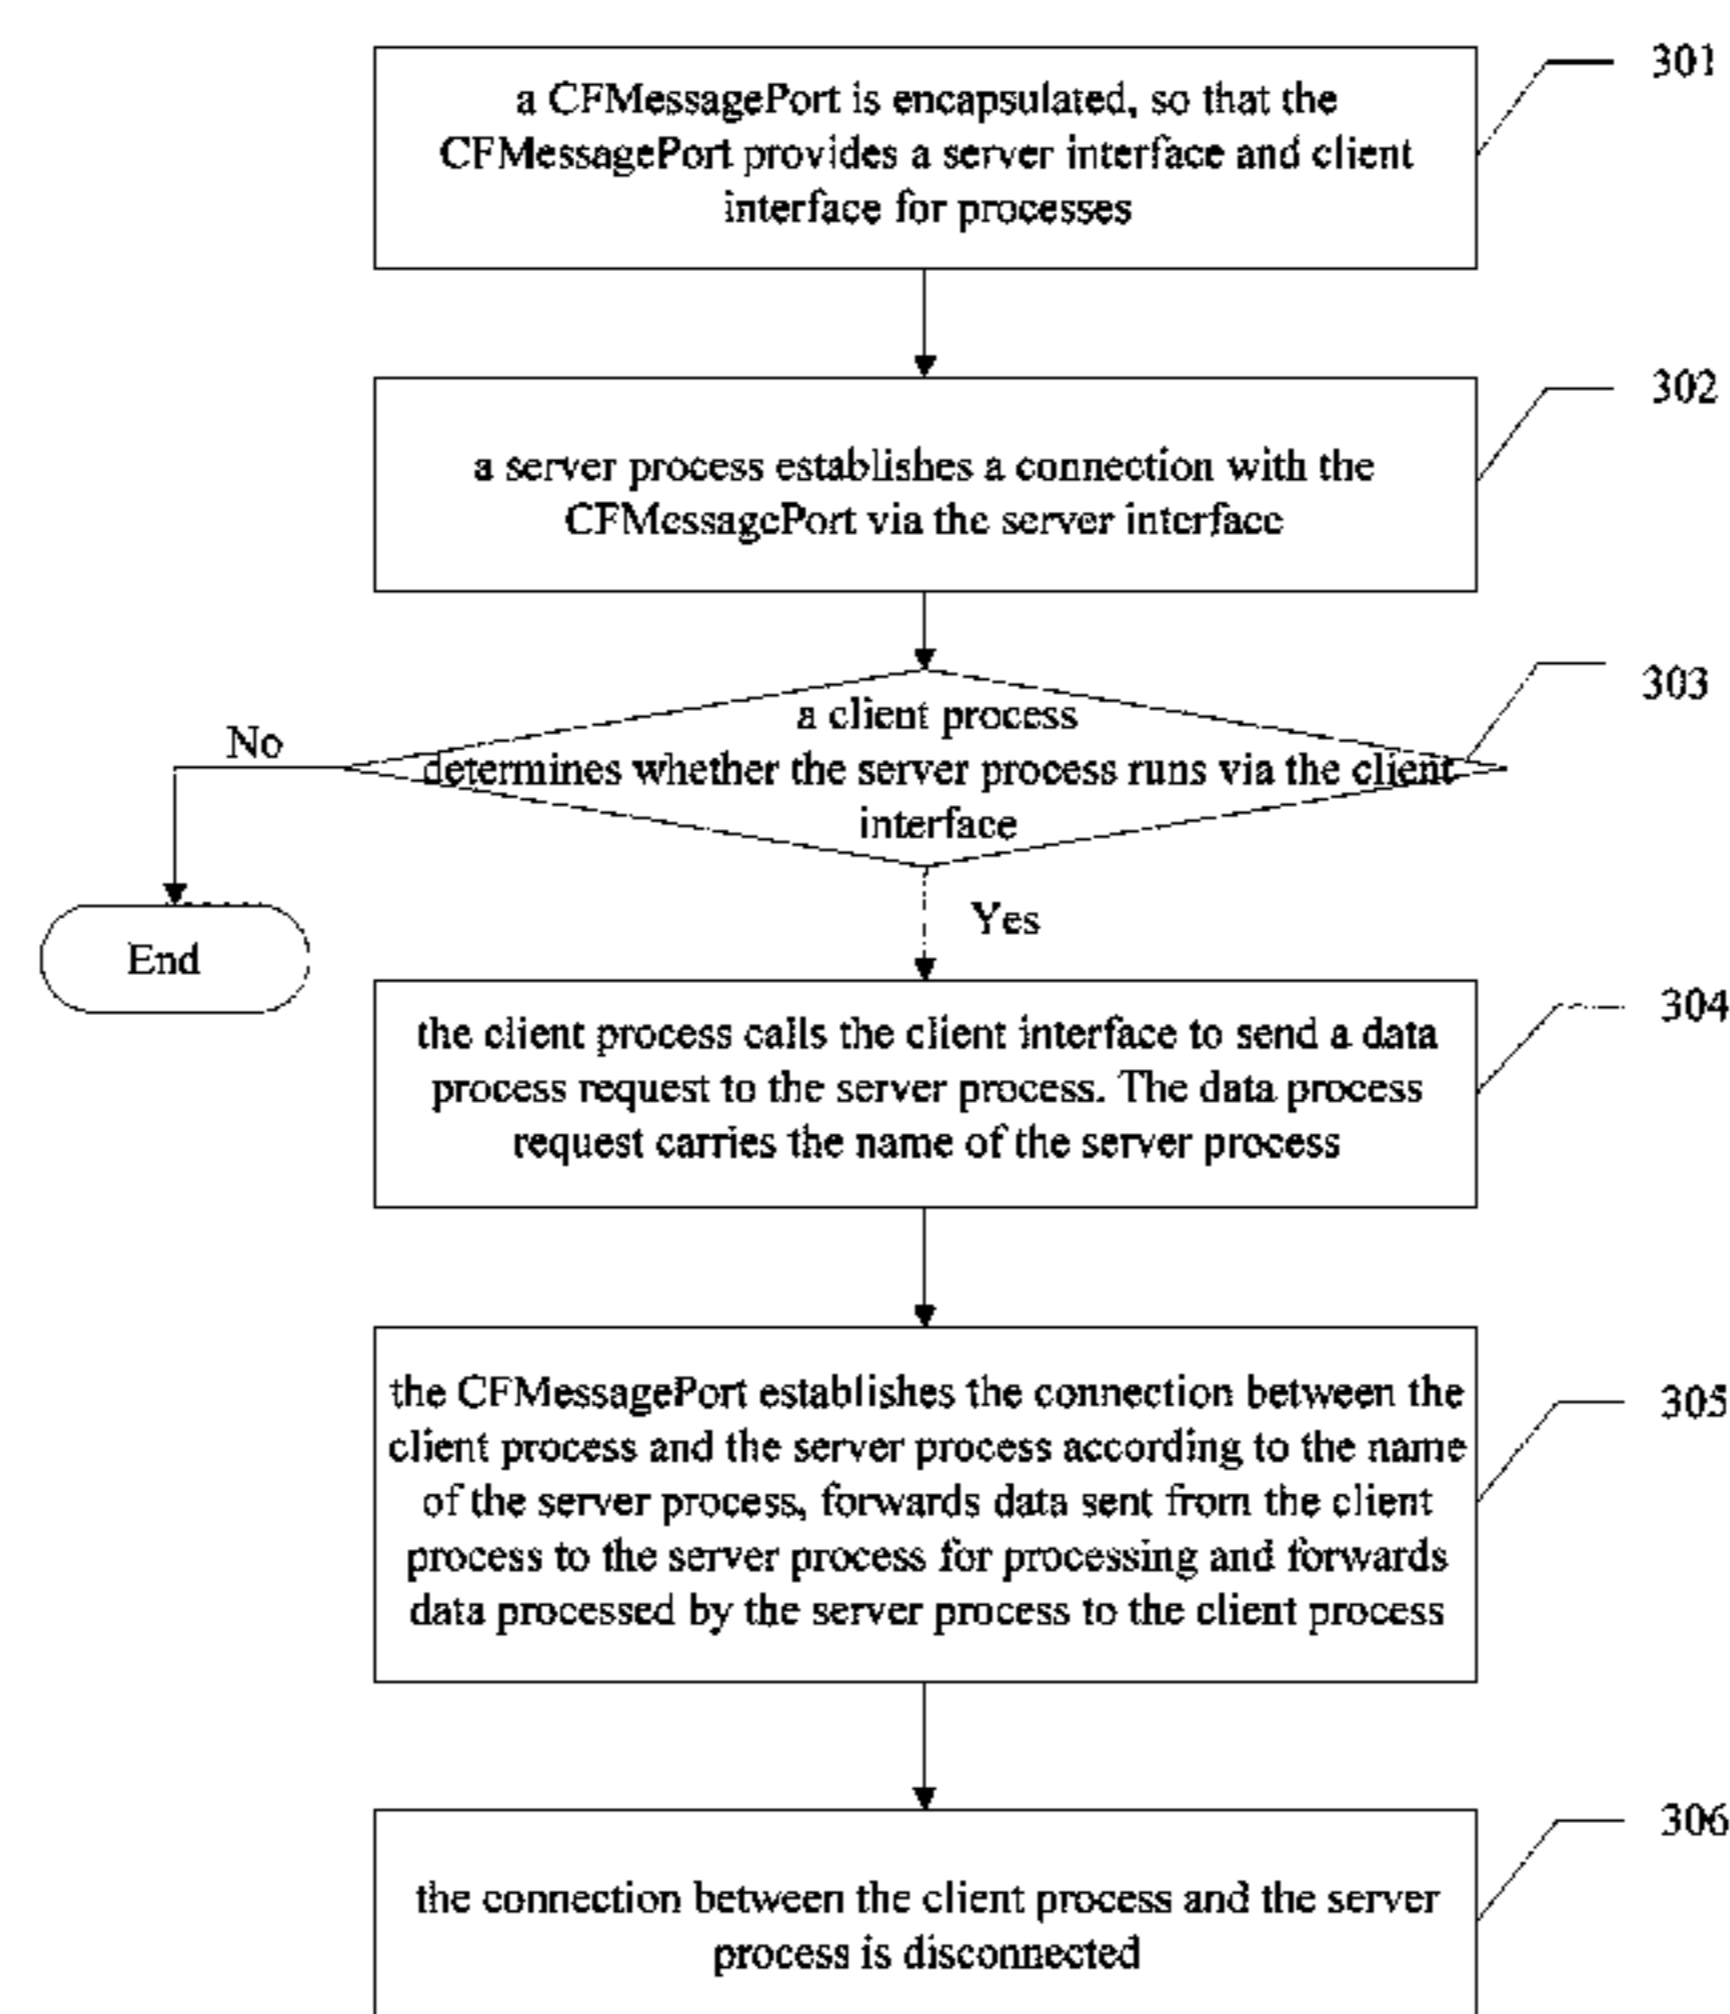 a CFMessagePort is encapsulated, so that the
CFMessagePort provides a server interface and client
interface for processes
301
a server process establishes a connection with the
CFMessagePort via the server interface
302
a client process
determines whether the server process runs via the client
interface
303
No
End
Yes
the client process calls the client interface to send a data
process request to the server process. The data process
request carries the name of the server process
304
the CFMessagePort establishes the connection between the
client process and the server process according to the name
of the server process, forwards data sent from the client
process to the server process for processing and forwards
data processed by the server process to the client process
305
the connection between the client process and the server
process is disconnected
306